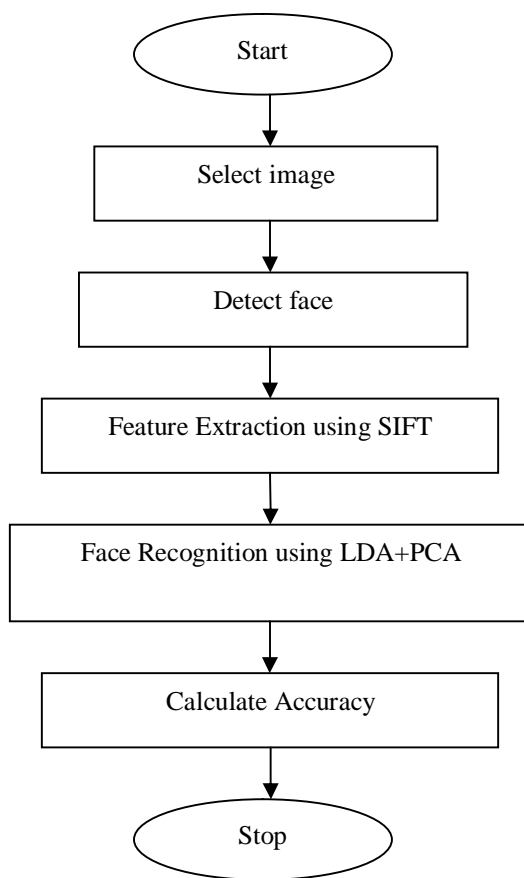 Start
Select image
Detect face
Feature Extraction using SIFT
Face Recognition using LDA+PCA
Calculate Accuracy
Stop